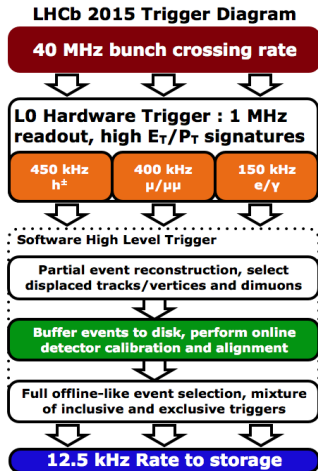 LHCb 2015 Trigger Diagram
40 MHz bunch crossing rate
L0 Hardware Trigger : 1 MHz
readout, high E_T/P_T signatures
450 kHz
h±
400 kHz
μ/μμ
150 kHz
e/γ
Software High Level Trigger
Partial event reconstruction, select
displaced tracks/vertices and dimuons
Buffer events to disk, perform online
detector calibration and alignment
Full offline-like event selection, mixture
of inclusive and exclusive triggers
12.5 kHz Rate to storage